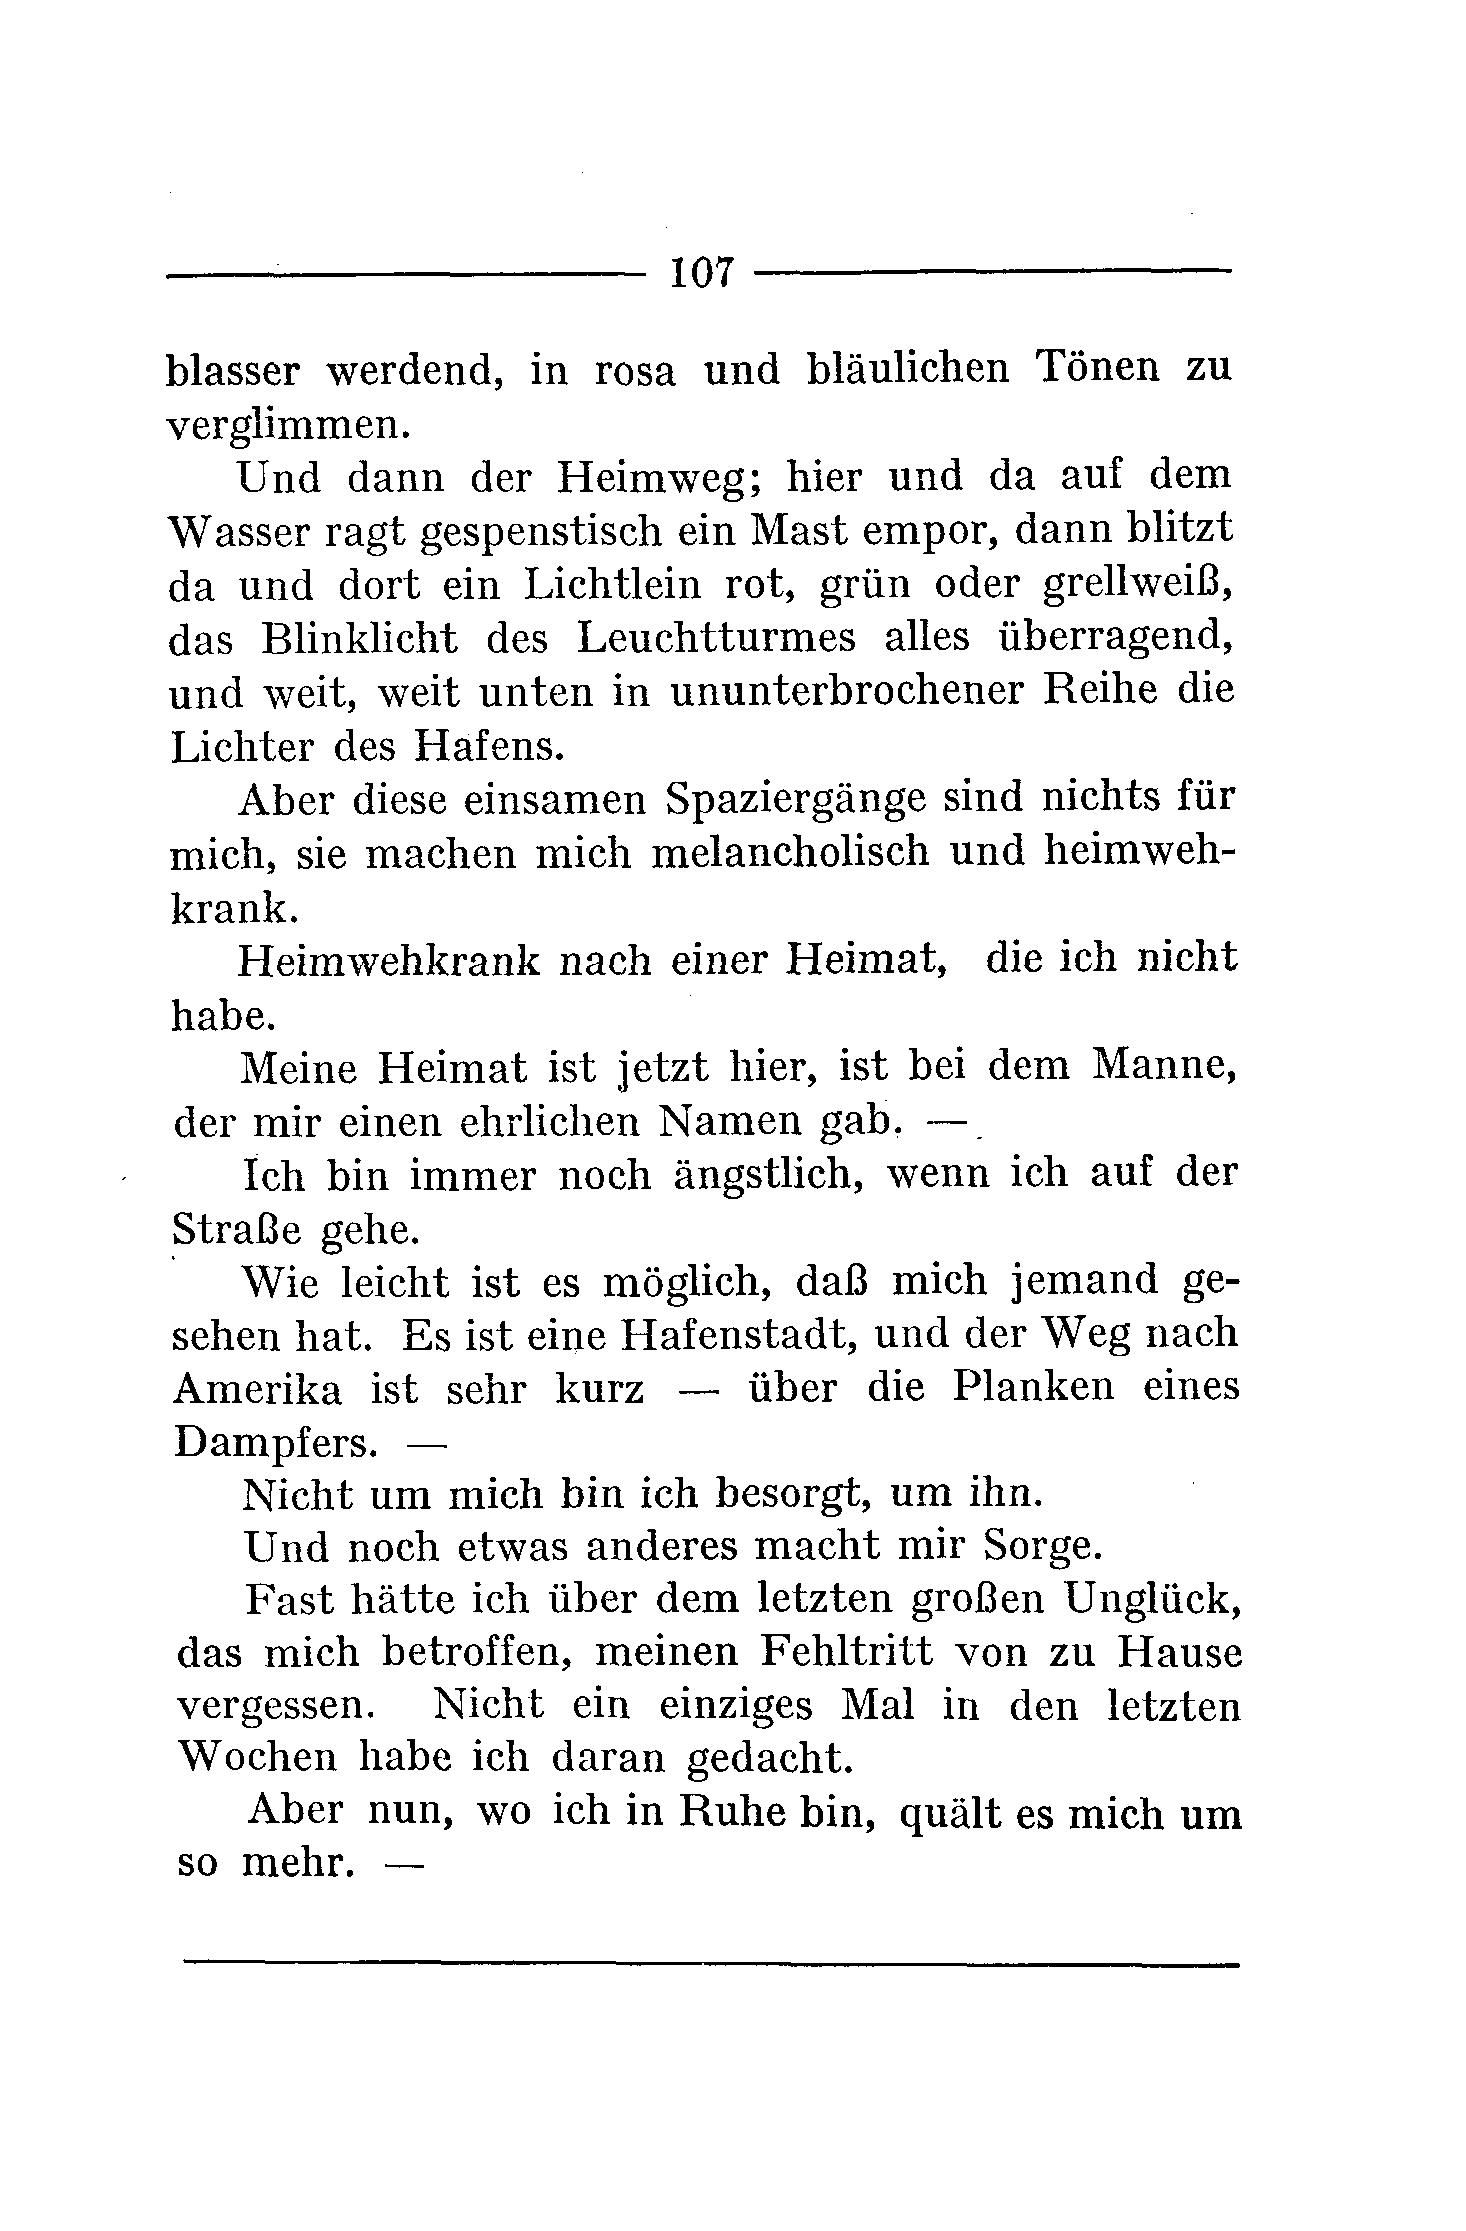 107
blasser werdend, in rosa und bläulichen Tönen zu
verglimmen.
Und dann der Heimweg; hier und da auf dem
Wasser ragt gespenstisch ein Mast empor, dann blitzt
da und dort ein Lichtlein rot, grün oder grellweiß,
das Blinklicht des Leuchtturmes alles überragend,
und weit, weit unten in ununterbrochener Reihe die
Lichter des Hafens.
Aber diese einsamen Spaziergänge sind nichts für
mich, sie machen mich melancholisch und heimweh-
krank.
Heimwehkrank nach einer Heimat, die ich nicht
habe.
Meine Heimat ist jetzt hier, ist bei dem Manne,
der mir einen ehrlichen Namen gab. —
Ich bin immer noch ängstlich, wenn ich auf der
Straße gehe.
Wie leicht ist es möglich, daß mich jemand ge-
sehen hat. Es ist eine Hafenstadt, und der Weg nach
Amerika ist sehr kurz — über die Planken eines
Dampfers. —
Nicht um mich bin ich besorgt, um ihn.
Und noch etwas anderes macht mir Sorge.
Fast hätte ich über dem letzten großen Unglück,
das mich betroffen, meinen Fehltritt von zu Hause
vergessen. Nicht ein einziges Mal in den letzten
Wochen habe ich daran gedacht.
Aber nun, wo ich in Ruhe bin, quält es mich um
so mehr. —